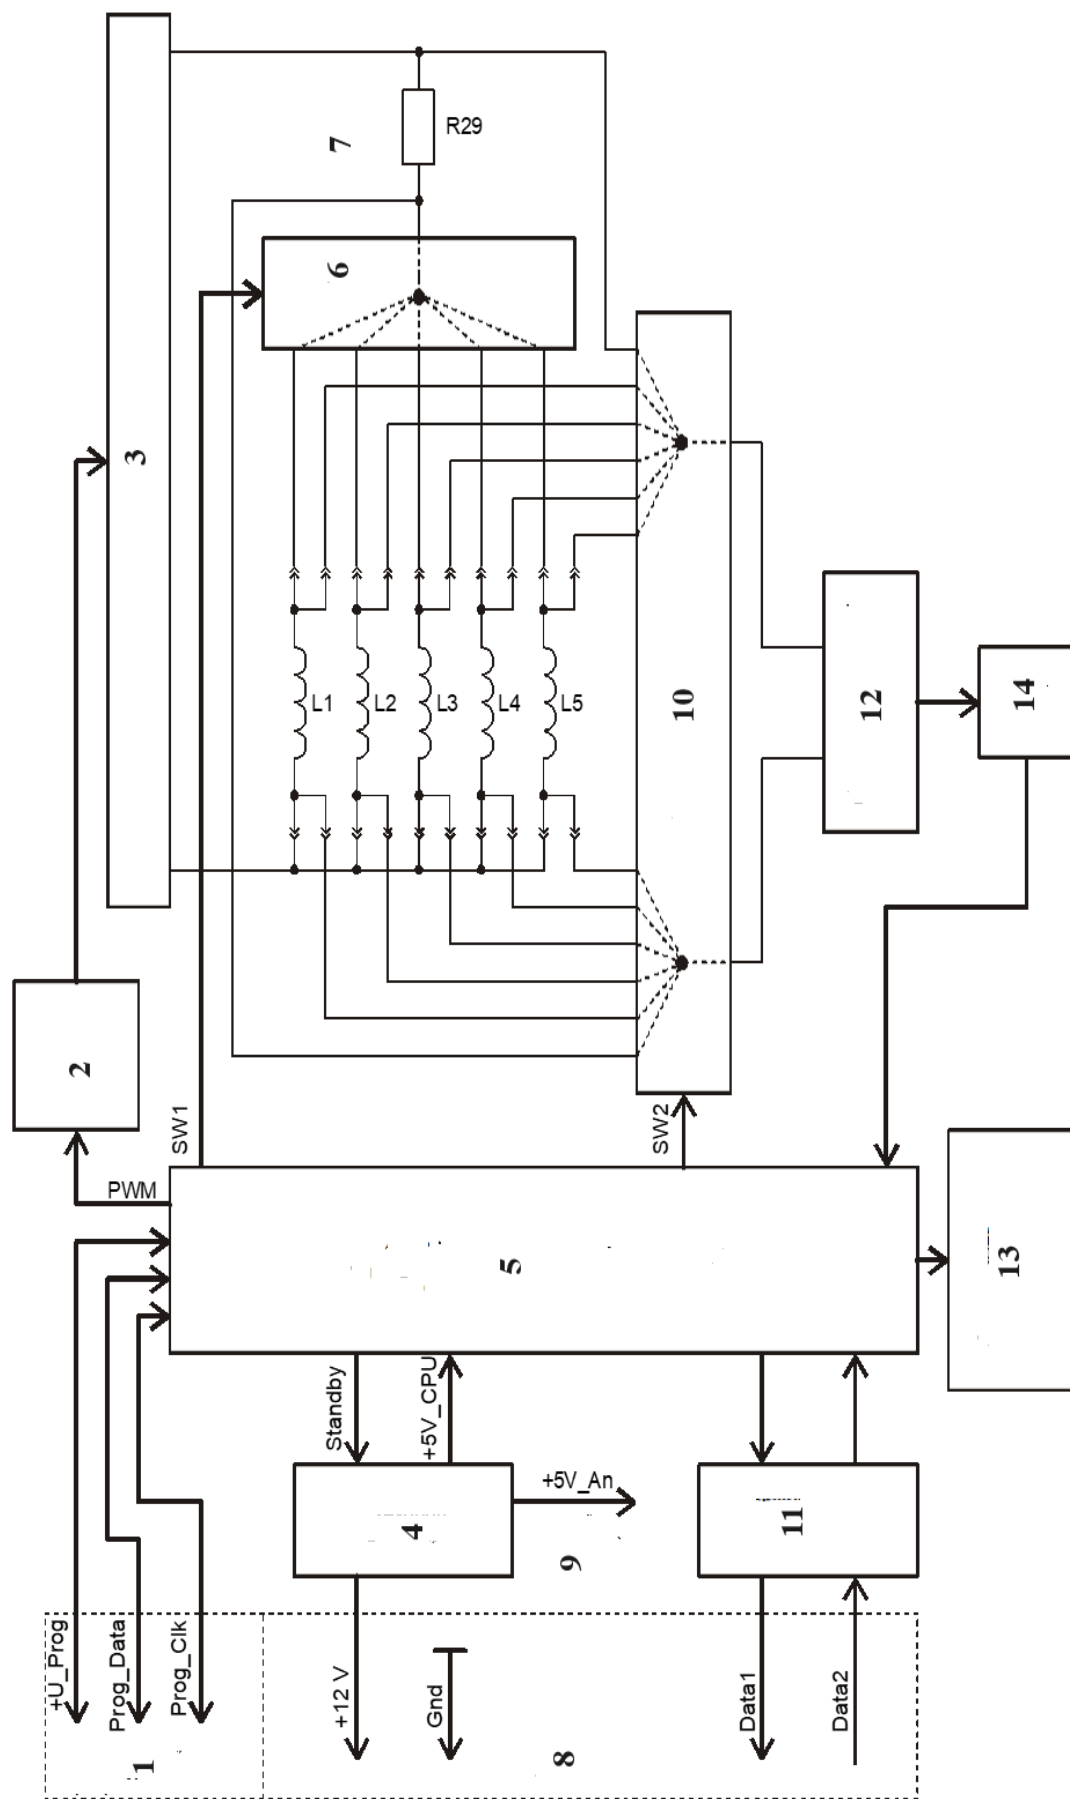 R29
7
6
3
L1
L2
L3
L4
L5
10
12
14
2
SW1
SW2
PWM
5
13
Standby
+5V_CPU
+5V_An
4
9
11
+U_Prog
Prog_Data
Prog_Clk
1
+12 V
Gnd
8
Data1
Data2